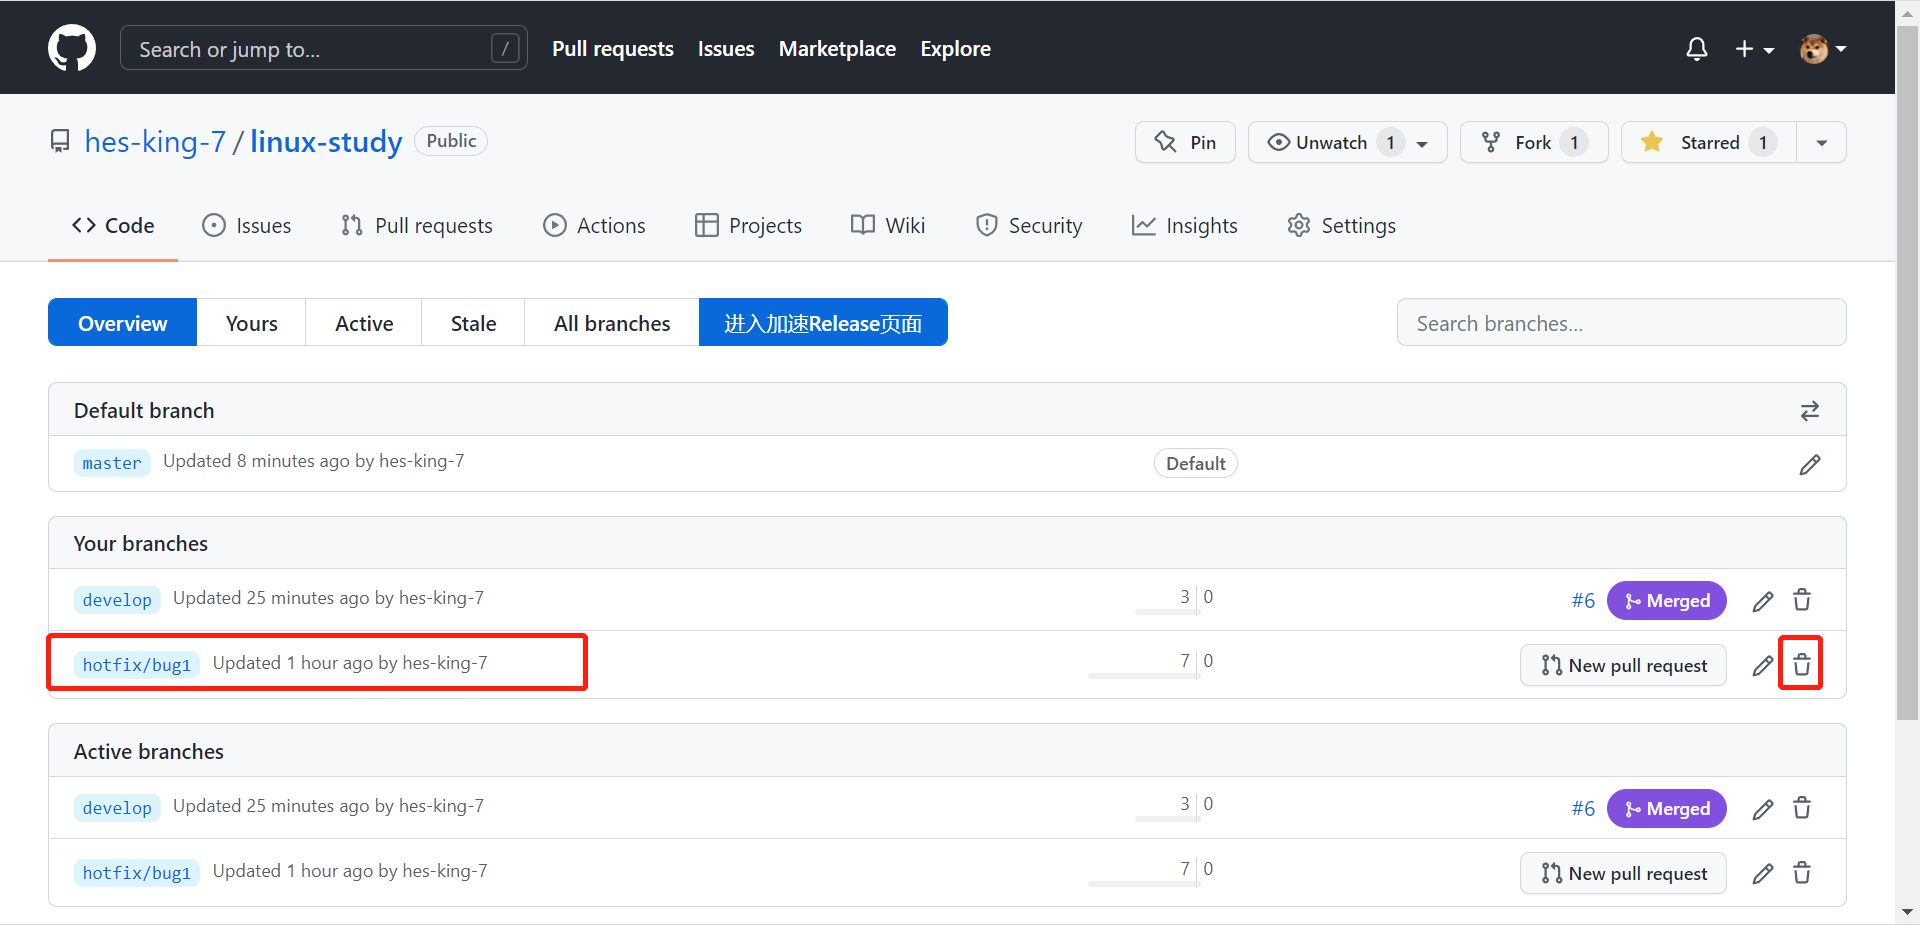 Search or jump to... / Pull requests Issues Marketplace Explore
hes-king-7 / linux-study Public Pin Unwatch 1 Fork 1 Starred 1
Code Issues Pull requests Actions Projects Wiki Security Insights Settings
Overview Yours Active Stale All branches 进入加速Release页面 Search branches...
Default branch
master Updated 8 minutes ago by hes-king-7 Default
Your branches
develop Updated 25 minutes ago by hes-king-7 3 0 #6 Merged
hotfix/bug1 Updated 1 hour ago by hes-king-7 7 0 New pull request
Active branches
develop Updated 25 minutes ago by hes-king-7 3 0 #6 Merged
hotfix/bug1 Updated 1 hour ago by hes-king-7 7 0 New pull request